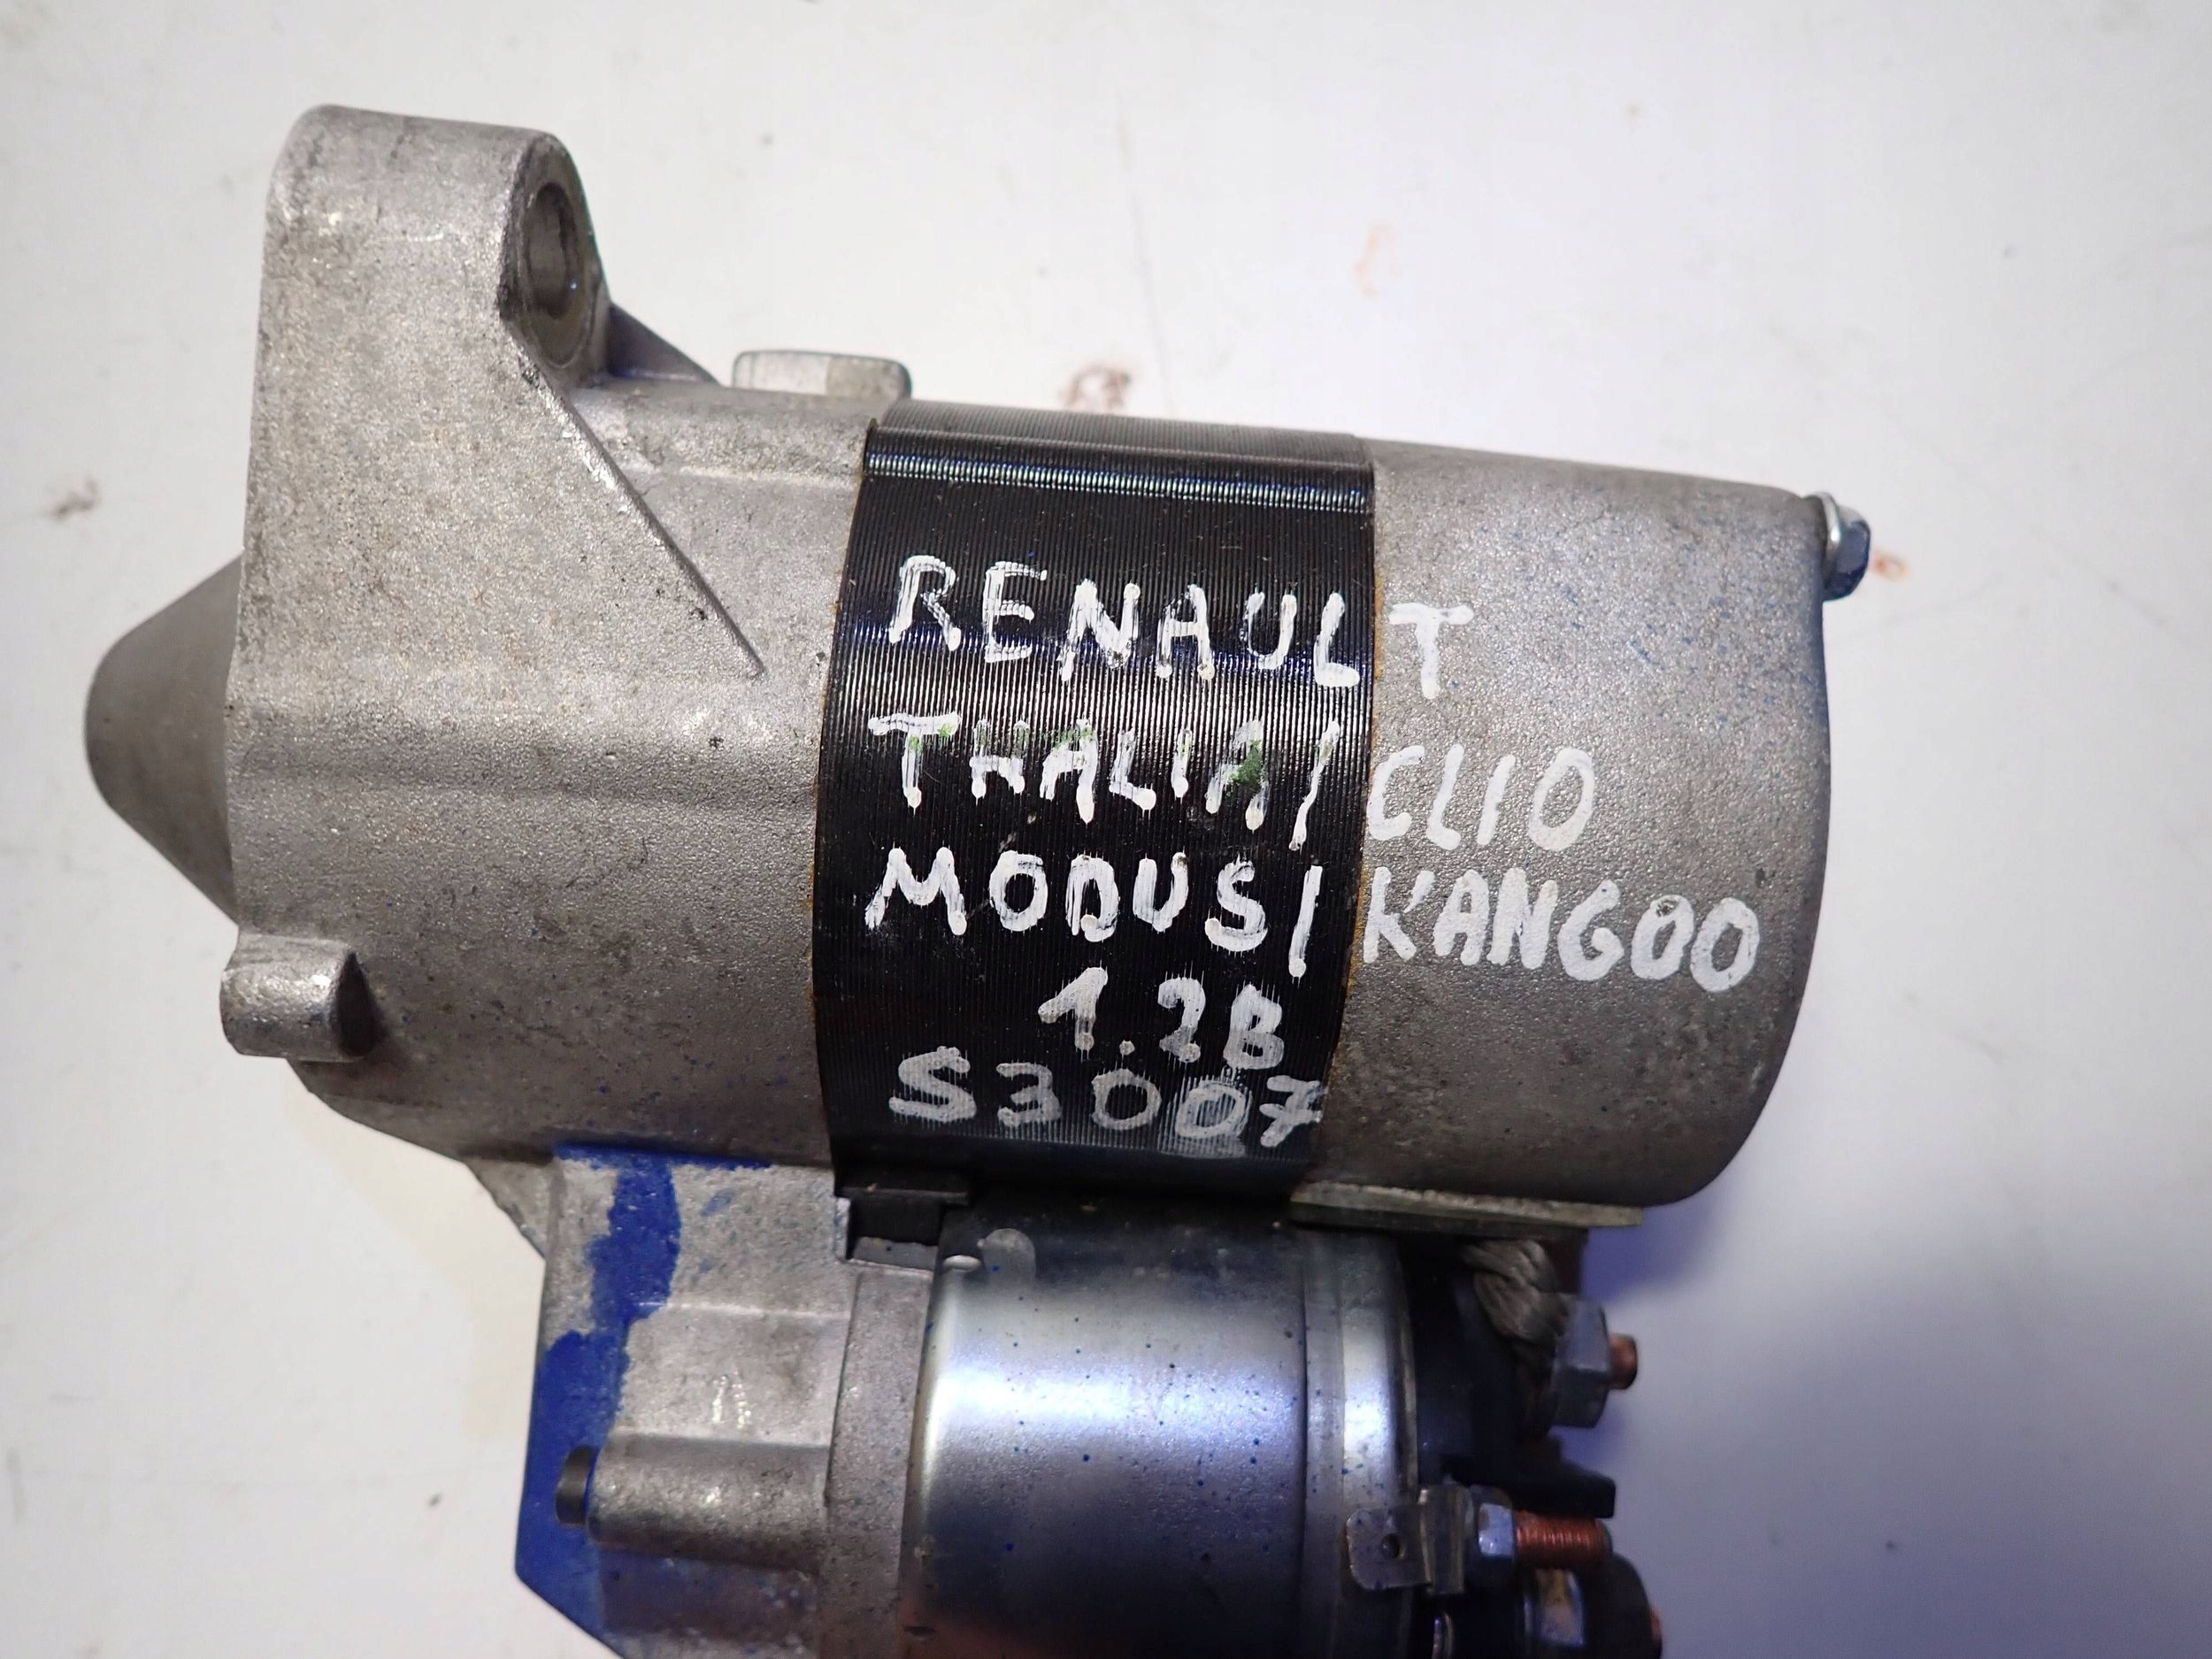 RENAULT
THALIA/CLIO
MODUS/KANGOO
1.2B
S3007